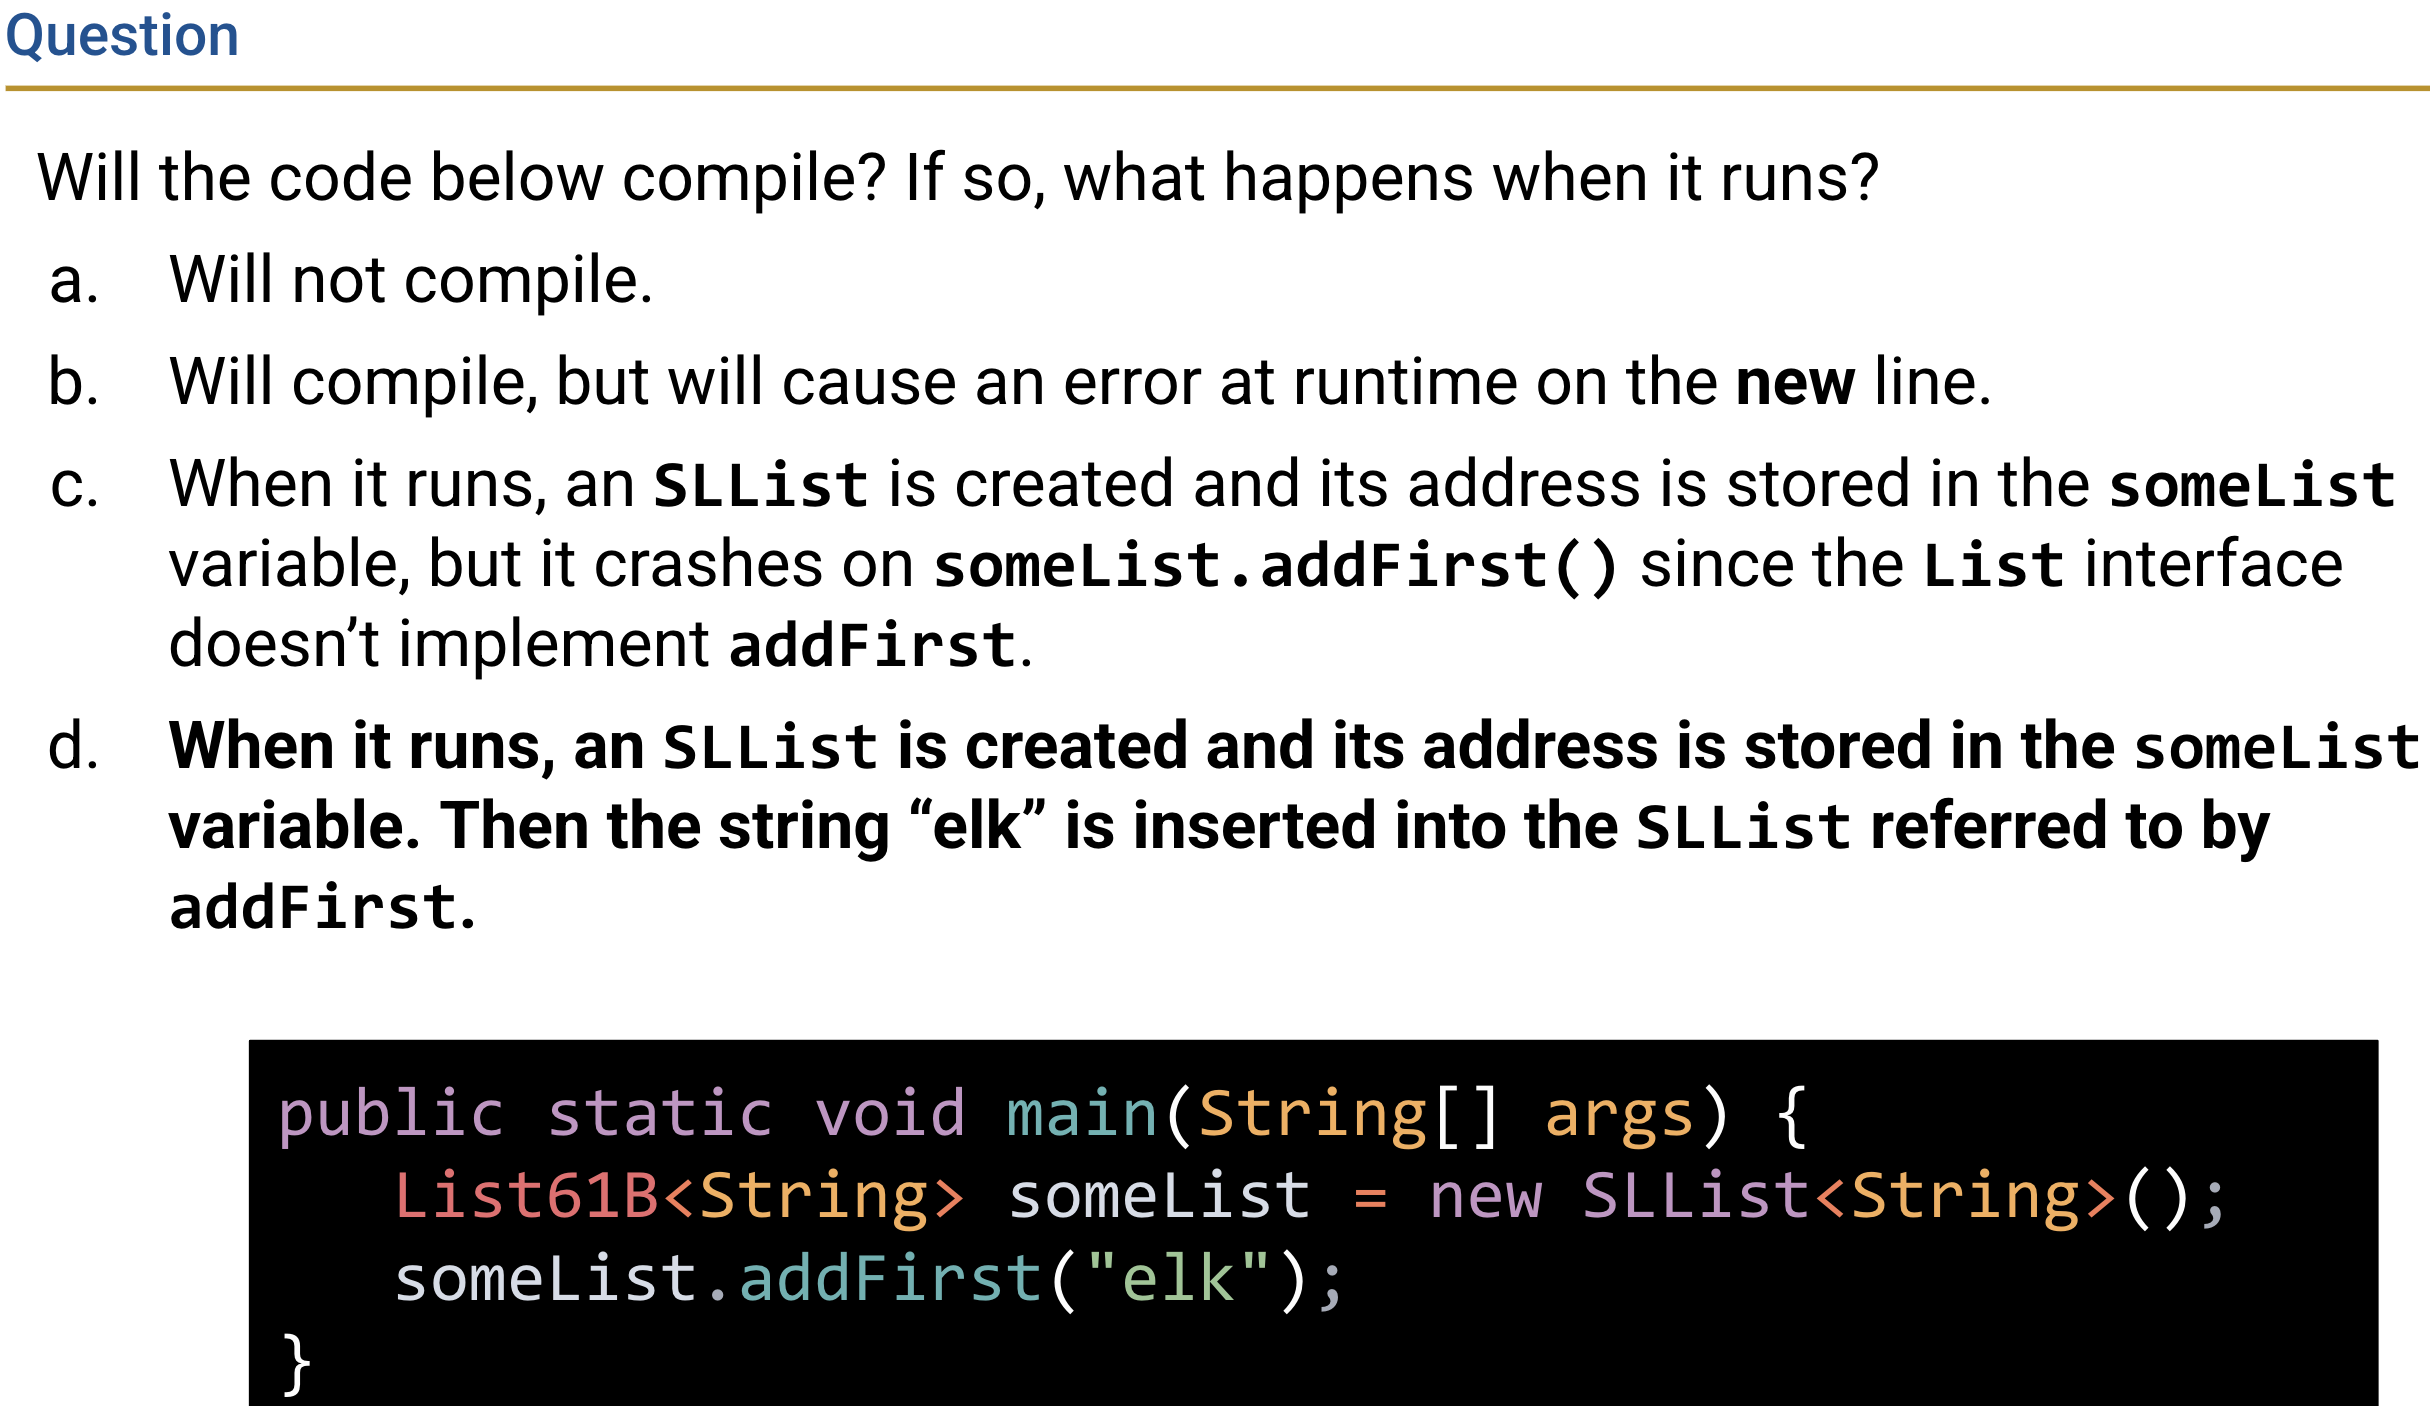 Question
Will the code below compile? If so, what happens when it runs?
a. Will not compile.
b. Will compile, but will cause an error at runtime on the new line.
c. When it runs, an SLList is created and its address is stored in the someList
variable, but it crashes on someList.addFirst() since the List interface
doesn’t implement addFirst.
d. When it runs, an SLList is created and its address is stored in the someList
variable. Then the string “elk” is inserted into the SLList referred to by
addFirst.
public static void main(String[] args) {
   List61B<String> someList = new SLList<String>();
   someList.addFirst("elk");
}